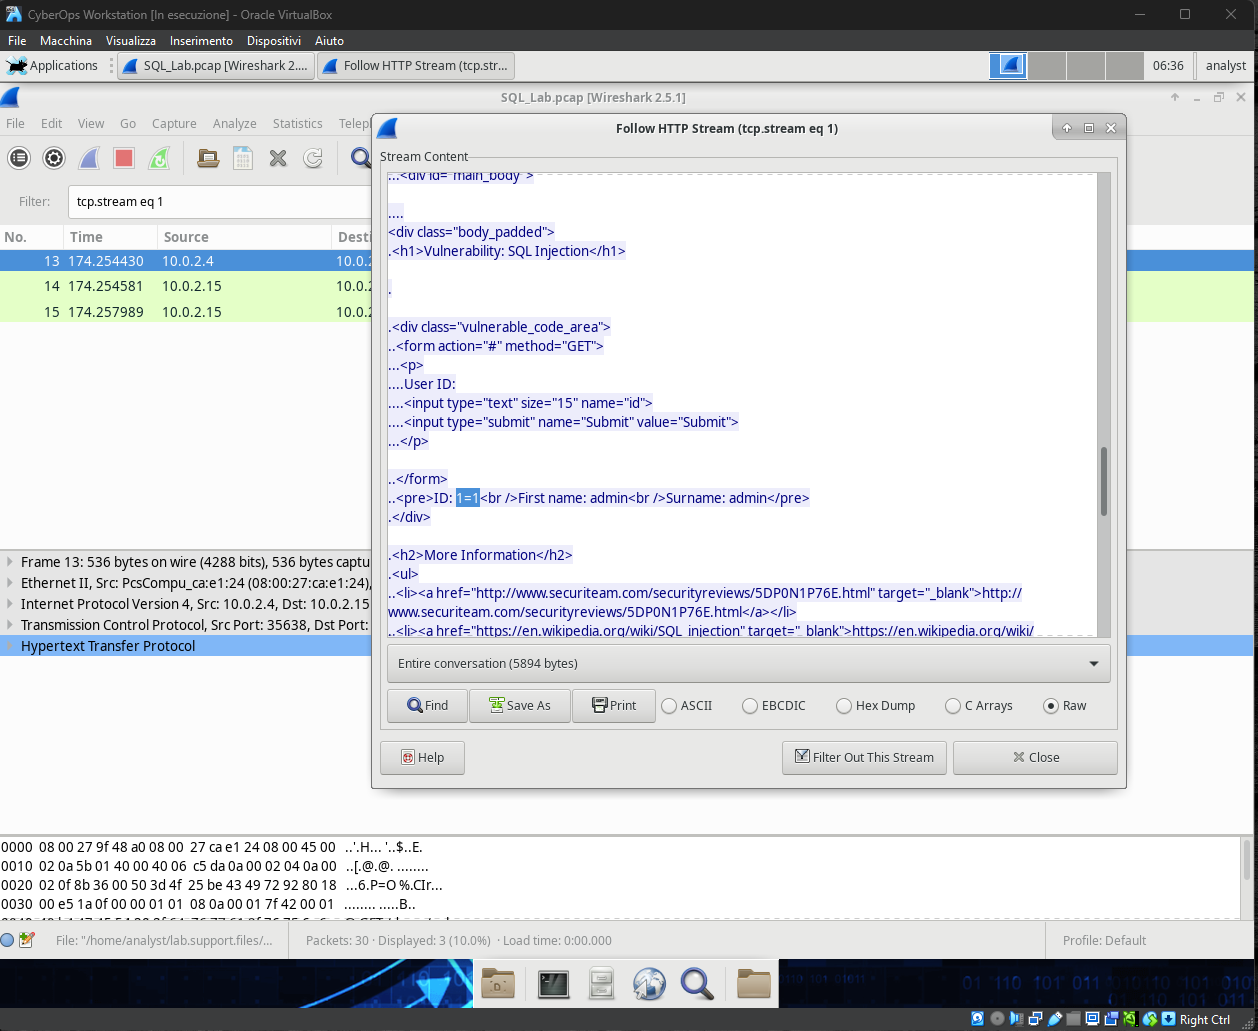 CyberOps Workstation [In esecuzione] - Oracle VirtualBox
File Macchina Visualizza Inserimento Dispositivi Aiuto
Applications SQL_Lab.pcap [Wireshark 2.... Follow HTTP Stream (tcp.str... 06:36 analyst
SQL_Lab.pcap [Wireshark 2.5.1]
File Edit View Go Capture Analyze Statistics Teleph
Follow HTTP Stream (tcp.stream eq 1)
Stream Content
Filter: tcp.stream eq 1
No. Time Source Desti
13 174.254430 10.0.2.4 10.0.2
14 174.254581 10.0.2.15 10.0.2
15 174.257989 10.0.2.15 10.0.2
...<div id="main_body">
....
<div class="body_padded">
.<h1>Vulnerability: SQL Injection</h1>
.
.<div class="vulnerable_code_area">
..<form action="#" method="GET">
...<p>
....User ID:
....<input type="text" size="15" name="id">
....<input type="submit" name="Submit" value="Submit">
...</p>
..</form>
..<pre>ID: 1=1<br />First name: admin<br />Surname: admin</pre>
.</div>
.<h2>More Information</h2>
.<ul>
..<li><a href="http://www.securiteam.com/securityreviews/5DP0N1P76E.html" target="_blank">http://
www.securiteam.com/securityreviews/5DP0N1P76E.html</a></li>
..<li><a href="https://en.wikipedia.org/wiki/SQL_injection" target="_blank">https://en.wikipedia.org/wiki/
Entire conversation (5894 bytes)
Find Save As Print ASCII EBCDIC Hex Dump C Arrays Raw
Help Filter Out This Stream Close
Frame 13: 536 bytes on wire (4288 bits), 536 bytes captu
Ethernet II, Src: PcsCompu_ca:e1:24 (08:00:27:ca:e1:24),
Internet Protocol Version 4, Src: 10.0.2.4, Dst: 10.0.2.15
Transmission Control Protocol, Src Port: 35638, Dst Port:
Hypertext Transfer Protocol
0000 08 00 27 9f 48 a0 08 00 27 ca e1 24 08 00 45 00 ..'.H... '..$..E.
0010 02 0a 5b 01 40 00 40 06 c5 da 0a 00 02 04 0a 00 ..[.@.@. ........
0020 02 0f 8b 36 00 50 3d 4f 25 be 43 49 72 92 80 18 ...6.P=O %.CIr...
0030 00 e5 1a 0f 00 00 01 01 08 0a 00 01 7f 42 00 01 ........ .....B..
File: "/home/analyst/lab.support.files/... Packets: 30 · Displayed: 3 (10.0%) · Load time: 0:00.000 Profile: Default
Right Ctrl